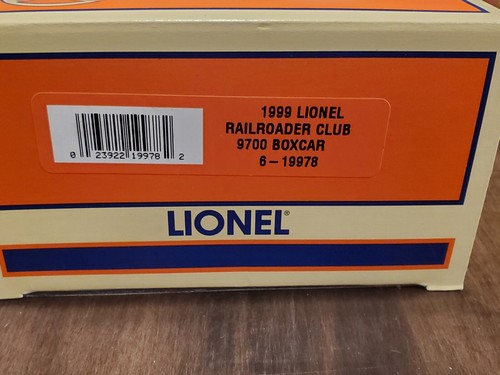 1999 LIONEL
RAILROADER CLUB
9700 BOXCAR
6-19978
0 23922 19978 2
LIONEL®